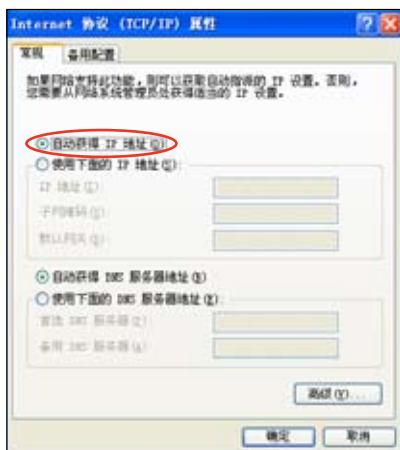 Internet 协议 (TCP/IP) 属性
常规 备用配置
如果网络支持此功能，则可以获取自动指派的 IP 设置。否则，
您需要从网络系统管理员处获得适当的 IP 设置。
自动获得 IP 地址(O)
使用下面的 IP 地址(S):
IP 地址(I):
子网掩码(U):
默认网关(D):
自动获得 DNS 服务器地址(B)
使用下面的 DNS 服务器地址(E):
首选 DNS 服务器(P):
备用 DNS 服务器(A):
高级(V)...
确定 取消